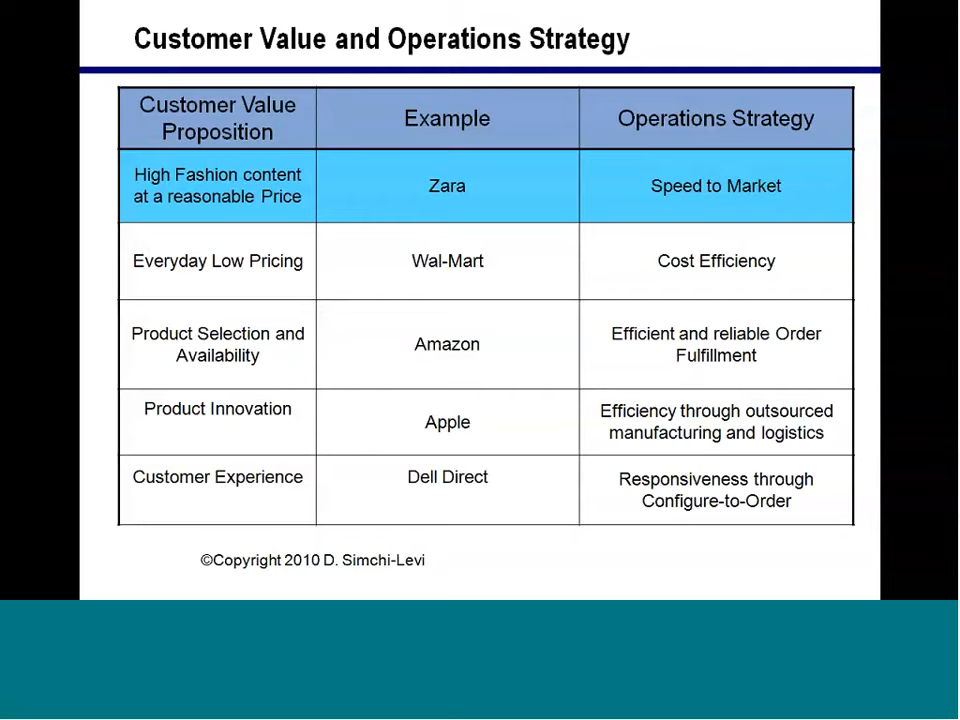 Customer Value and Operations Strategy
Customer Value
Proposition
Example
Operations Strategy
High Fashion content
at a reasonable Price
Zara
Speed to Market
Everyday Low Pricing
Wal-Mart
Cost Efficiency
Product Selection and
Availability
Amazon
Efficient and reliable Order
Fulfillment
Product Innovation
Apple
Efficiency through outsourced
manufacturing and logistics
Customer Experience
Dell Direct
Responsiveness through
Configure-to-Order
©Copyright 2010 D. Simchi-Levi